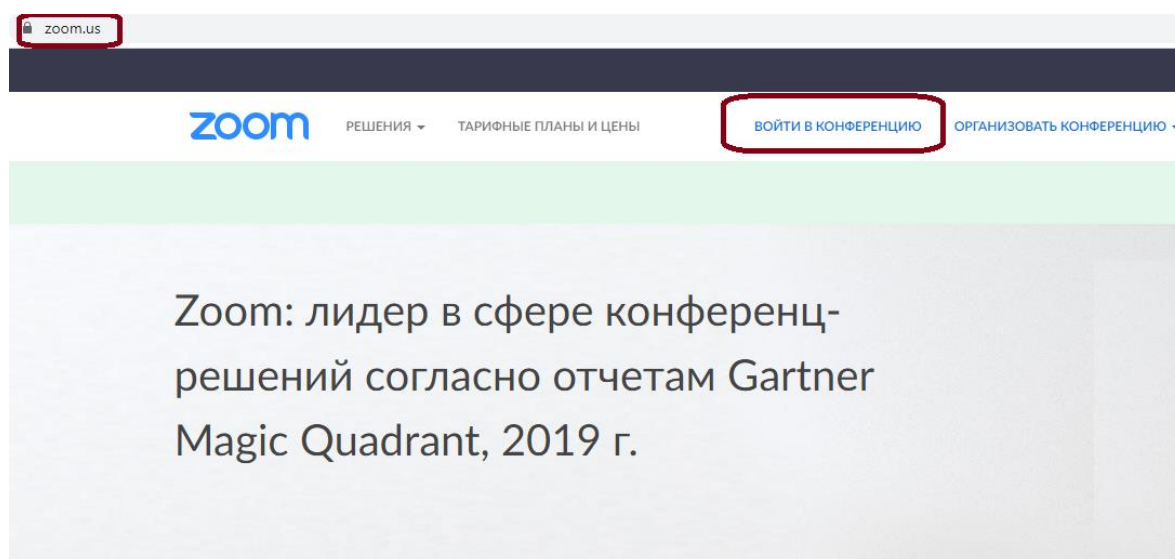 zoom.us
zoom РЕШЕНИЯ ТАРИФНЫЕ ПЛАНЫ И ЦЕНЫ ВОЙТИ В КОНФЕРЕНЦИЮ ОРГАНИЗОВАТЬ КОНФЕРЕНЦИЮ
Zoom: лидер в сфере конференц-
решений согласно отчетам Gartner
Magic Quadrant, 2019 г.